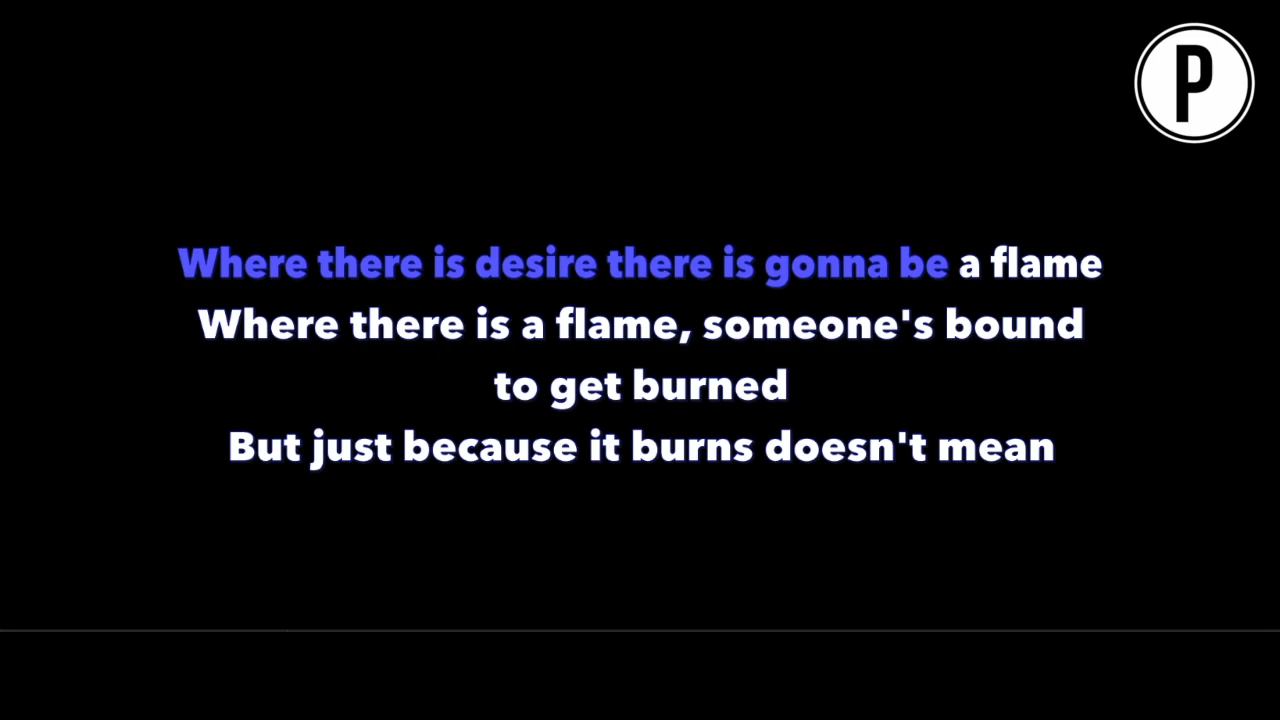 P
Where there is desire there is gonna be a flame
Where there is a flame, someone's bound
to get burned
But just because it burns doesn't mean